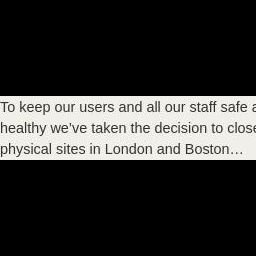 To keep our users and all our staff safe a
healthy we've taken the decision to close
physical sites in London and Boston…